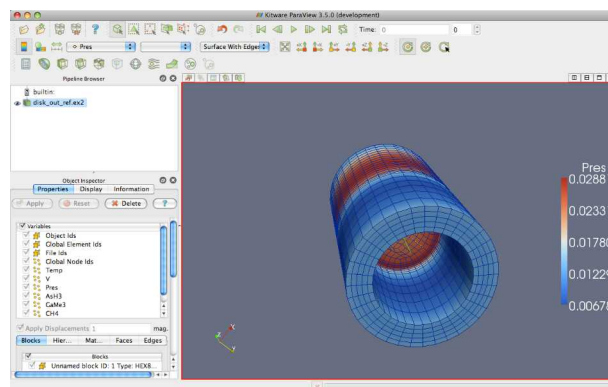 Kitware ParaView 3.5.0 (development)
Time: 0 0
Pres Surface With Edges
Pipeline Browser
builtin:
disk_out_ref.ex2
Object Inspector
Properties Display Information
Apply Reset Delete ?
Variables
Object Ids
Global Element Ids
File Ids
Global Node Ids
Temp
V
Pres
AsH3
GaMe3
CH4
Apply Displacements 1 mag.
Blocks Hier... Mat... Faces Edges
Blocks
Unnamed block ID: 1 Type: HEX8...
Pres
0.0288
0.0233
0.01780
0.01229
0.00678